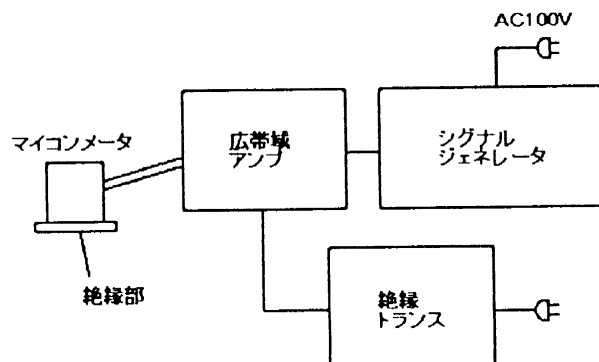 AC100V
マイコンメータ
広帯域
アンプ
シグナル
ジェネレータ
絶縁部
絶縁
トランス